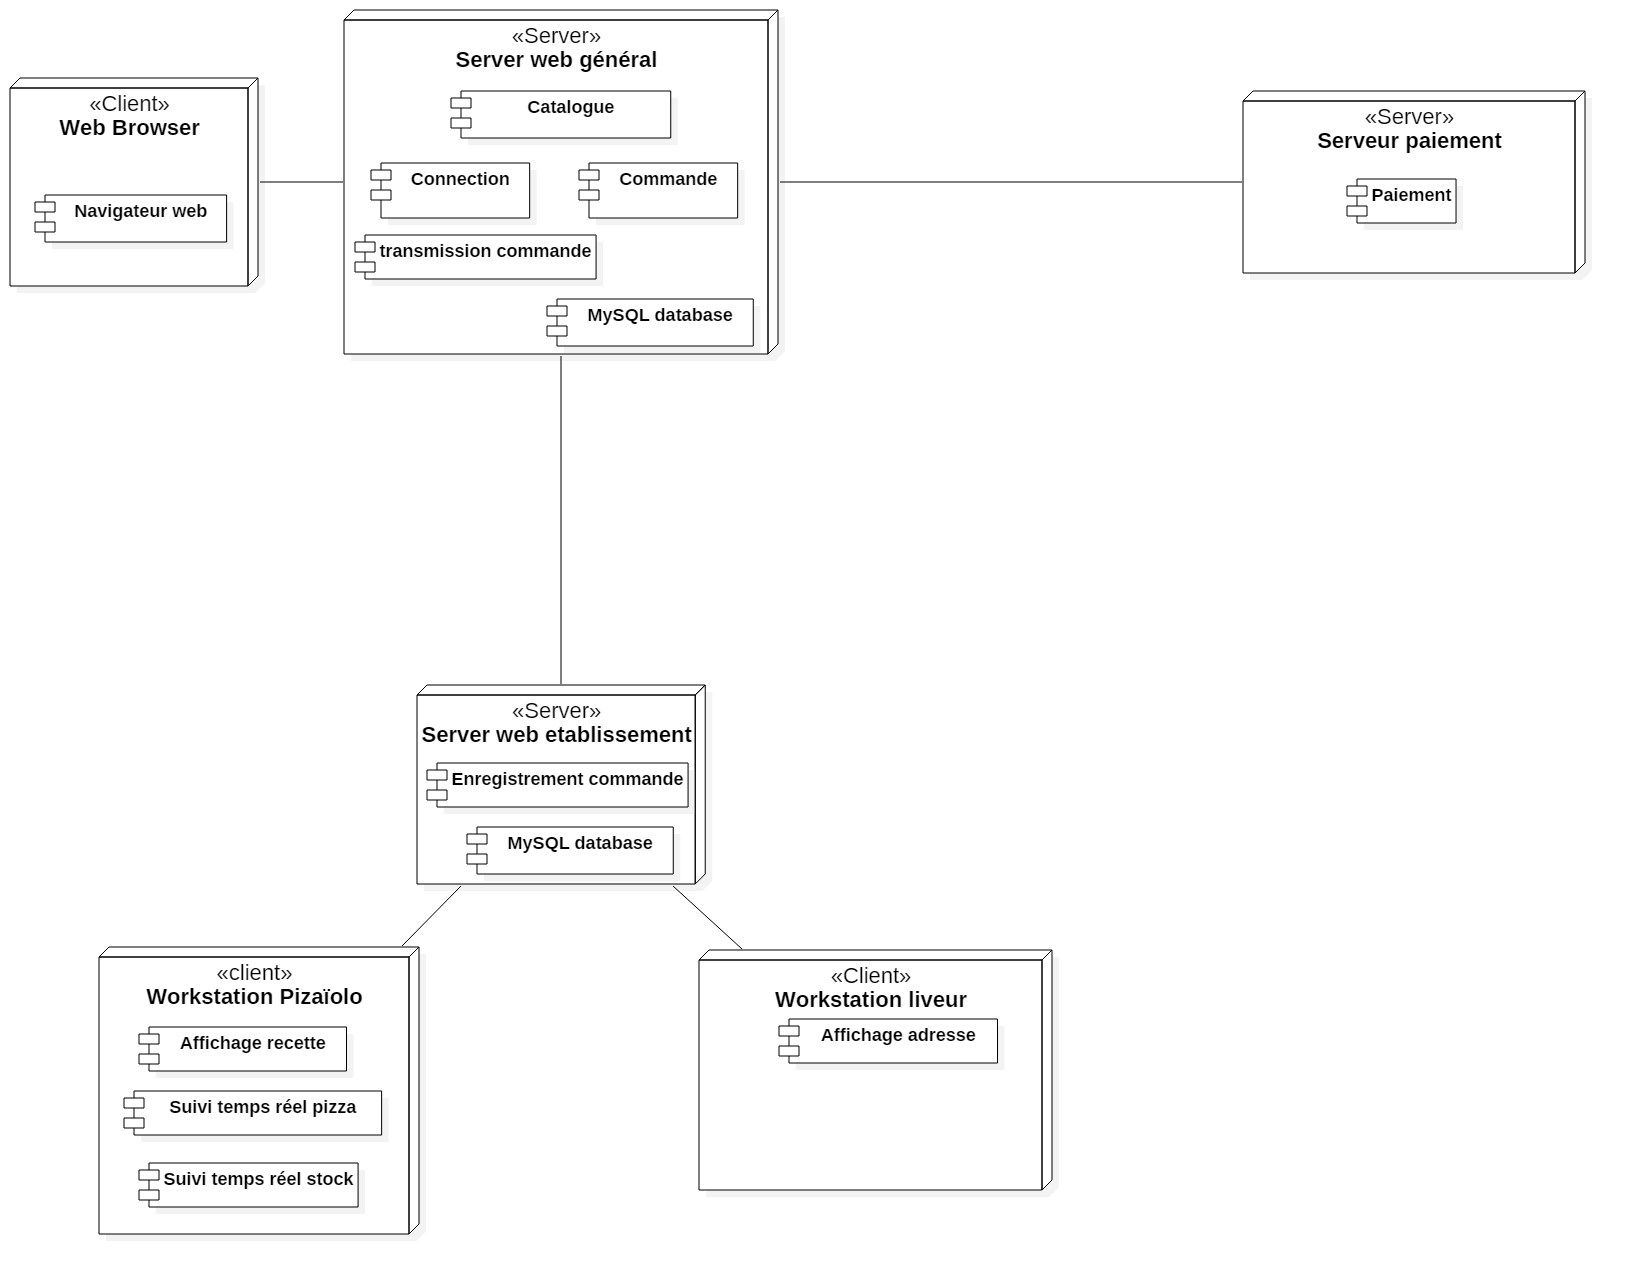 «Server»
Server web général
Catalogue
Connection
Commande
transmission commande
MySQL database
«Client»
Web Browser
Navigateur web
«Server»
Serveur paiement
Paiement
«Server»
Server web etablissement
Enregistrement commande
MySQL database
«client»
Workstation Pizaïolo
Affichage recette
Suivi temps réel pizza
Suivi temps réel stock
«Client»
Workstation liveur
Affichage adresse